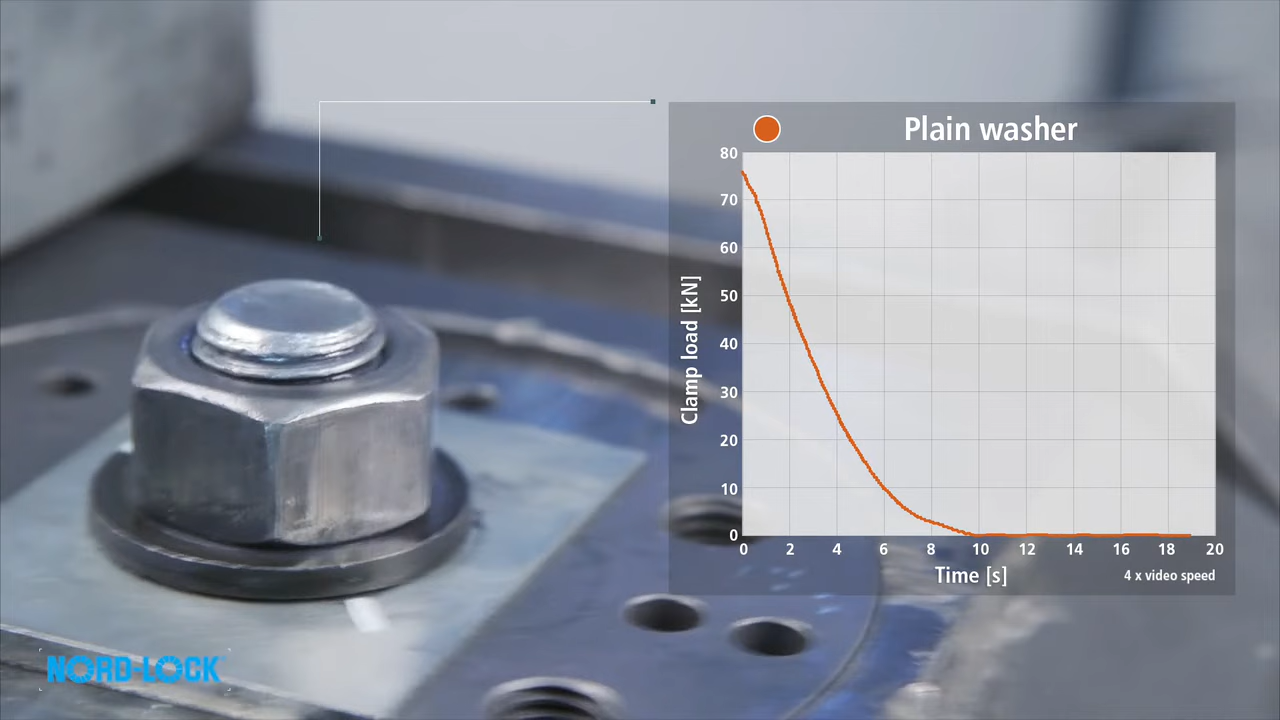 Plain washer
80
70
60
50
40
30
20
10
0
Clamp load [kN]
0 2 4 6 8 10 12 14 16 18 20
Time [s]
4 x video speed
NORD-LOCK